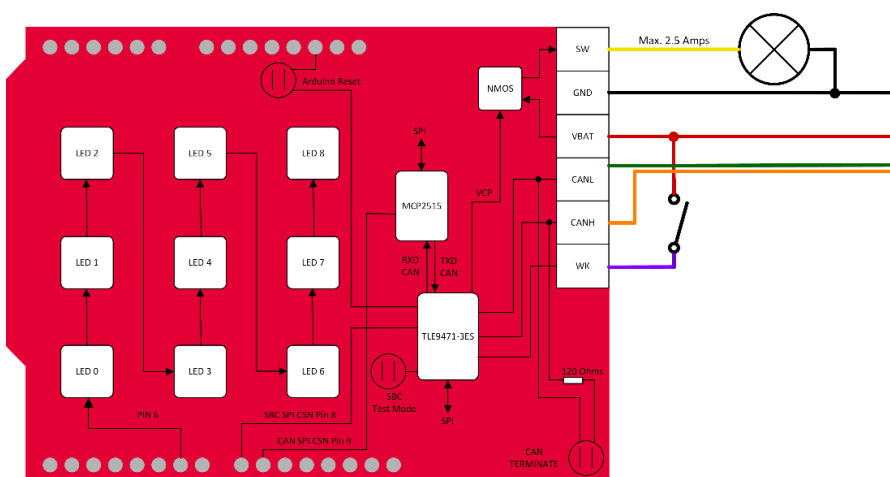 SW
Max. 2.5 Amps
Arduino Reset
NMOS
GND
SPI
VBAT
LED 2
LED 5
LED 8
CANL
VCP
MCP2515
CANH
LED 1
LED 4
LED 7
RXD
CAN
TXD
CAN
WK
TLE9471-3ES
LED 0
LED 3
LED 6
120 Ohms
SBC
Test Mode
PIN 6
SBC SPI CSN Pin 8
SPI
CAN SPI CSN Pin 9
CAN
TERMINATE